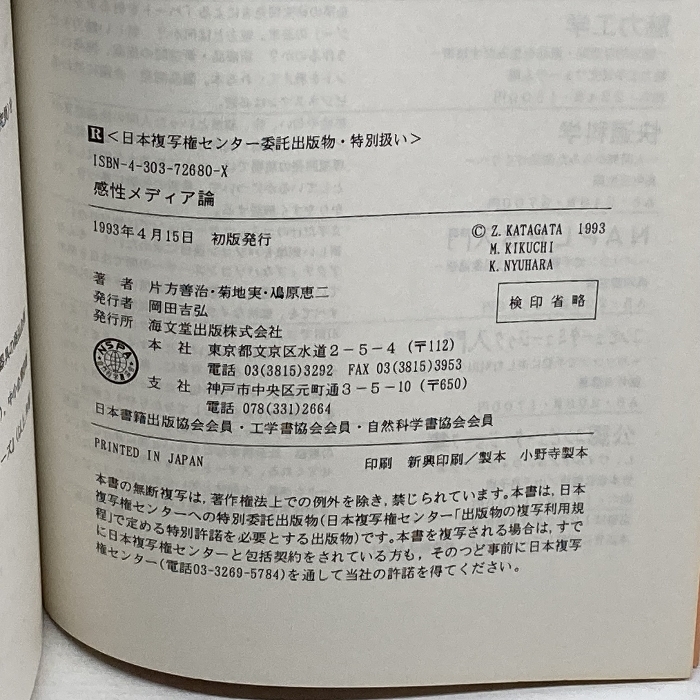 R <日本複写権センター委託出版物・特別扱い>
ISBN-4-303-72680-X
感性メディア論
1993年4月15日 初版発行
© Z. KATAGATA 1993
M. KIKUCHI
K. NYUHARA
検印省略
著者 片方善治・菊地実・鳰原恵二
発行者 岡田吉弘
発行所 海文堂出版株式会社
本社 東京都文京区水道2-5-4 (〒112)
電話 03(3815)3292 FAX 03(3815)3953
支社 神戸市中央区元町通3-5-10 (〒650)
電話 078(331)2664
NSPA
日本書籍出版協会会員・工学書協会会員・自然科学書協会会員
PRINTED IN JAPAN
印刷 新興印刷/製本 小野寺製本
本書の無断複写は,著作権法上での例外を除き,禁じられています。本書は,日本
複写権センターへの特別委託出版物(日本複写権センター「出版物の複写利用規
程」で定める特別許諾を必要とする出版物)です。本書を複写される場合は,すで
に日本複写権センターと包括契約をされている方も,そのつど事前に日本複写
権センター(電話03-3269-5784)を通して当社の許諾を得てください。